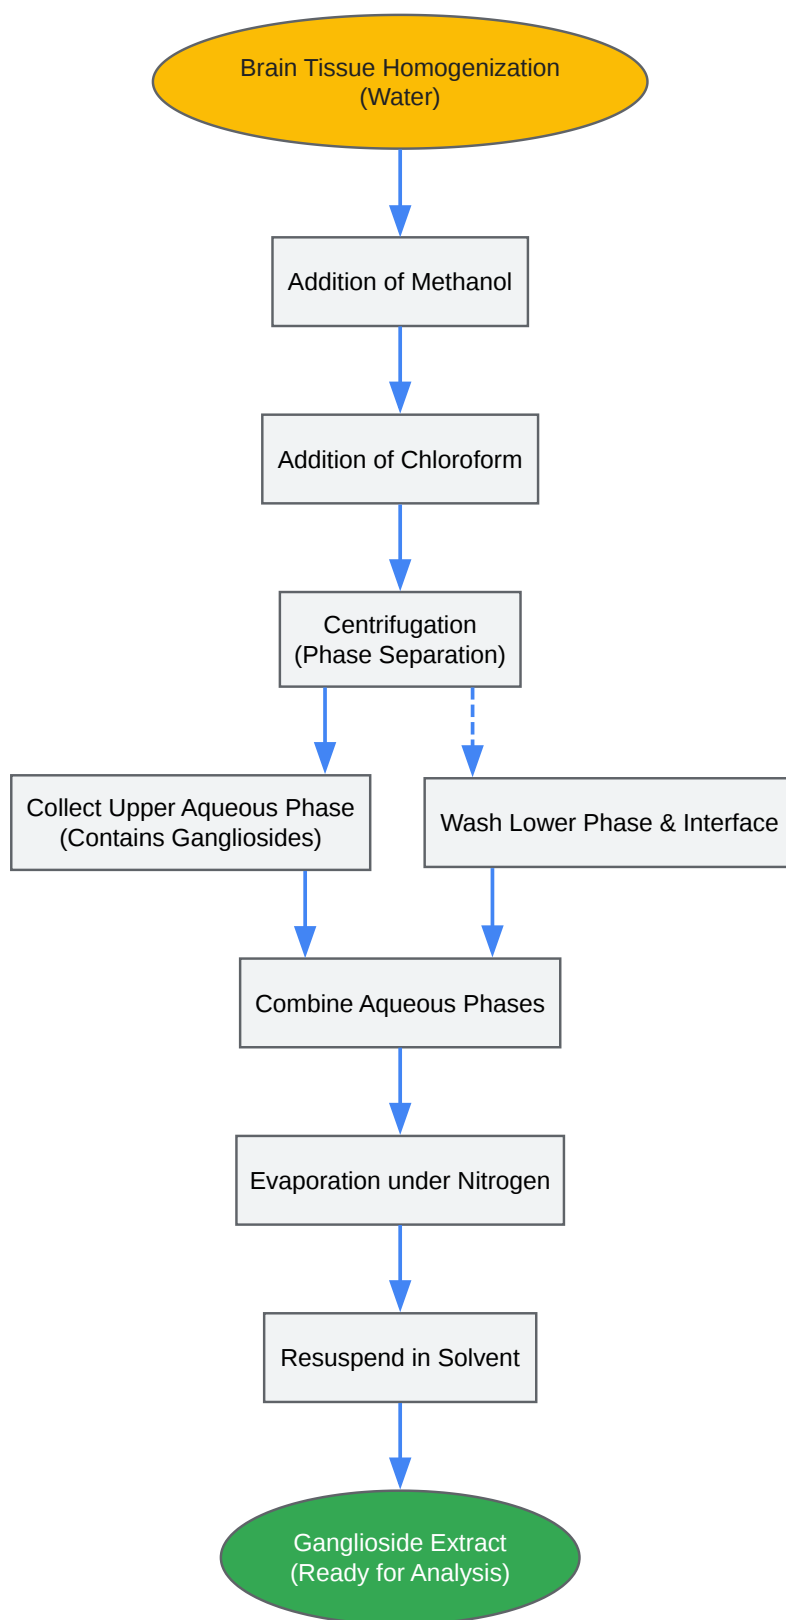 Brain Tissue Homogenization
(Water)
Addition of Methanol
Addition of Chloroform
Centrifugation
(Phase Separation)
Collect Upper Aqueous Phase
(Contains Gangliosides)
Wash Lower Phase & Interface
Combine Aqueous Phases
Evaporation under Nitrogen
Resuspend in Solvent
Ganglioside Extract
(Ready for Analysis)